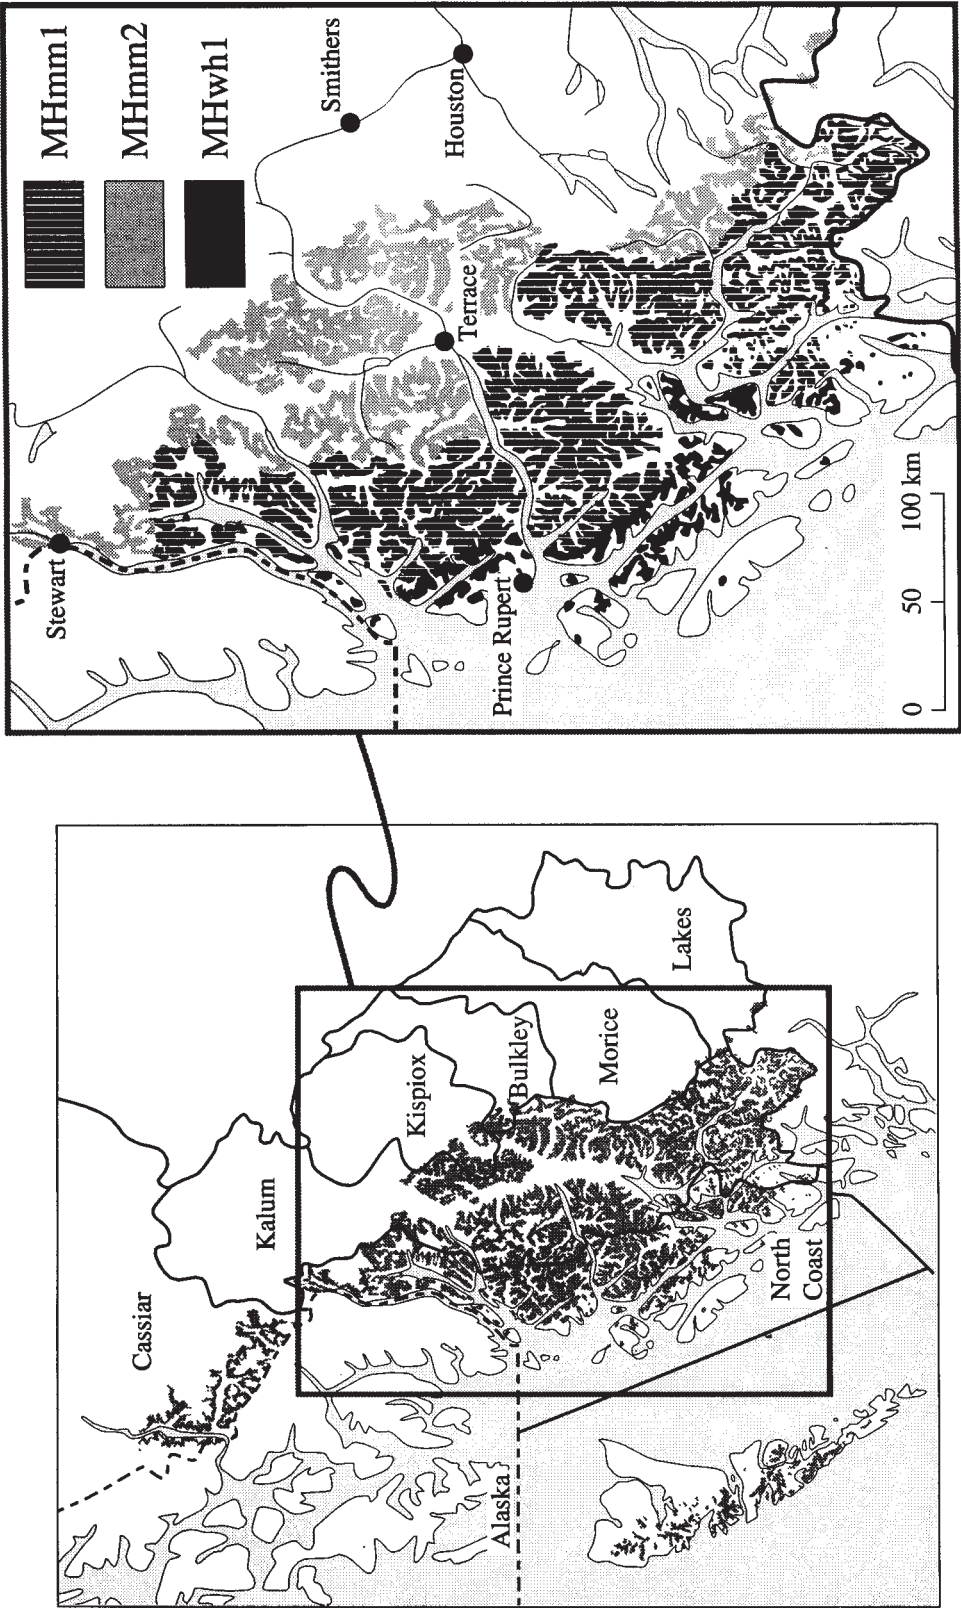 MHmm1
MHmm2
MHwh1
Smithers
Houston
Terrace
Stewart
Prince Rupert
0 50 100 km
Cassiar
Kalum
Kispiox
Bulkley
Morice
Lakes
North
Coast
Alaska